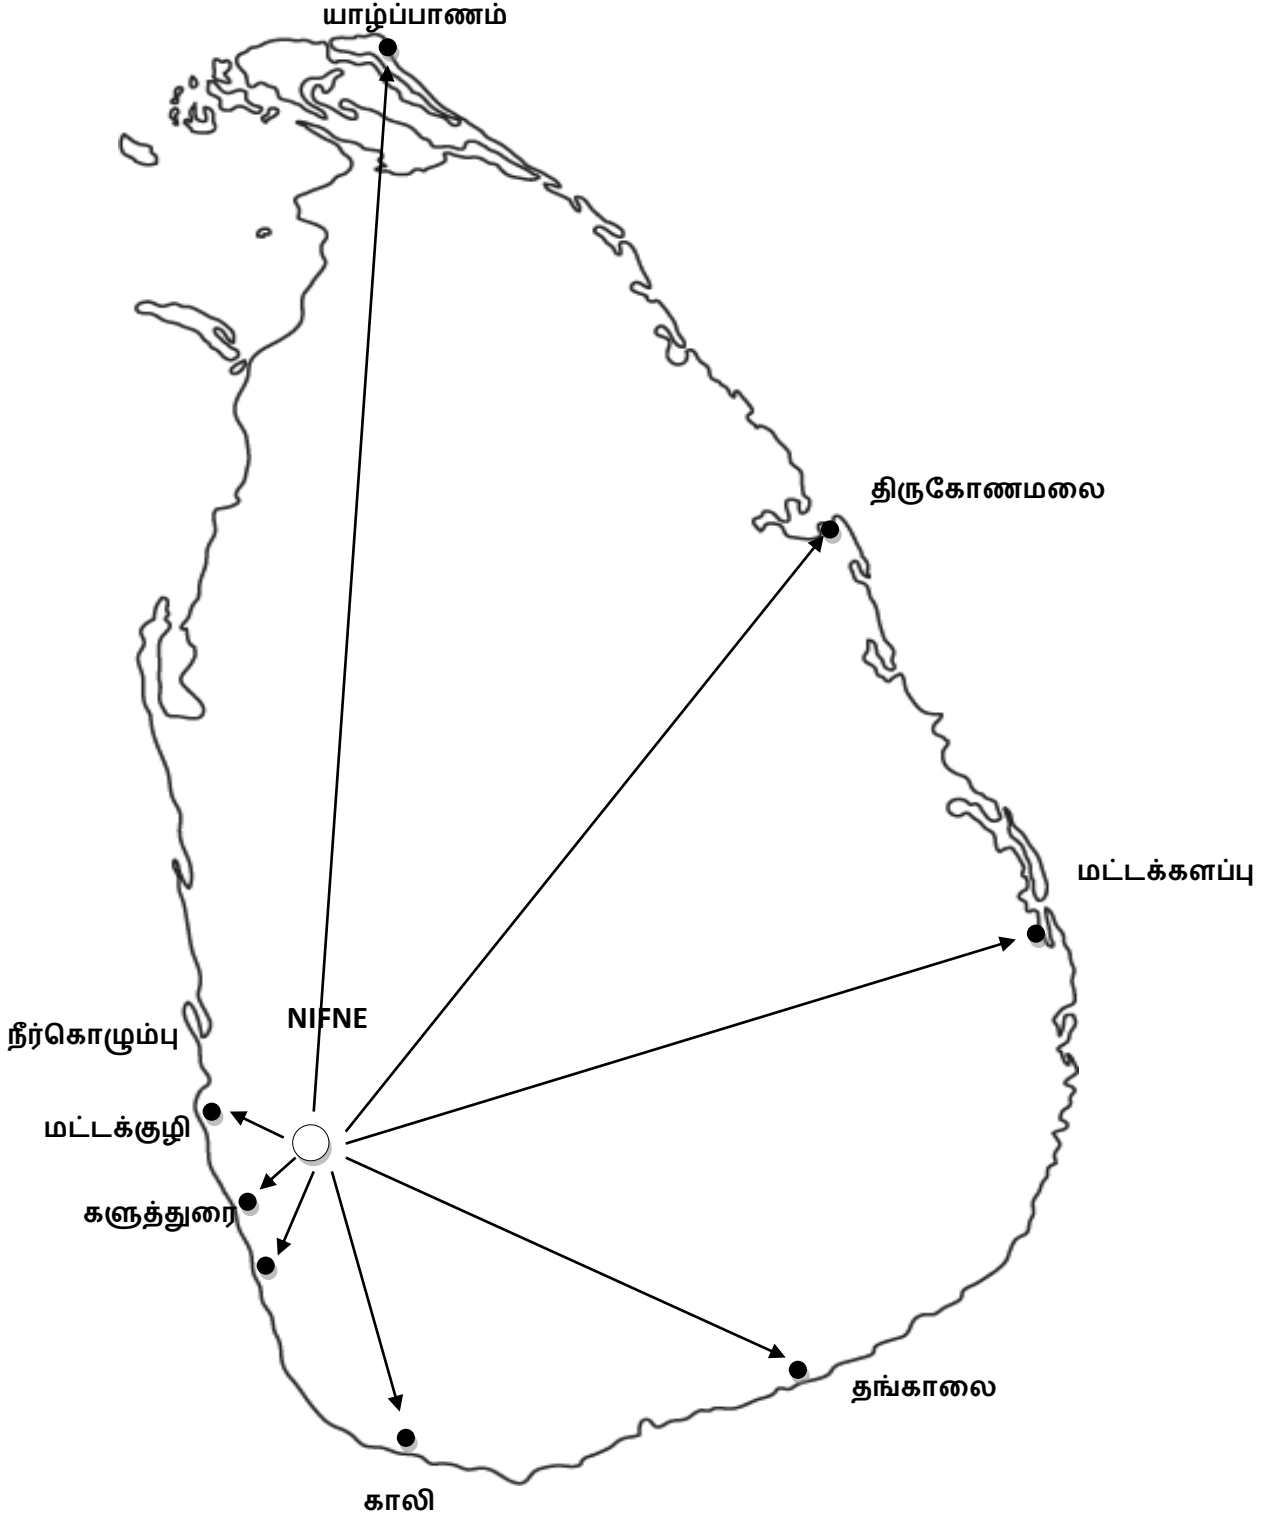 யாழ்ப்பாணம்
திருகோணமலை
மட்டக்களப்பு
NIFNE
நீர்கொழும்பு
மட்டக்குழி
களுத்துரை
தங்காலை
காலி